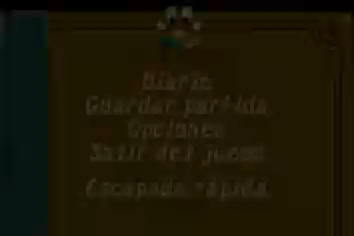 Diario
Guardar partida
Opciones
Salir del juego
Escapada rápida